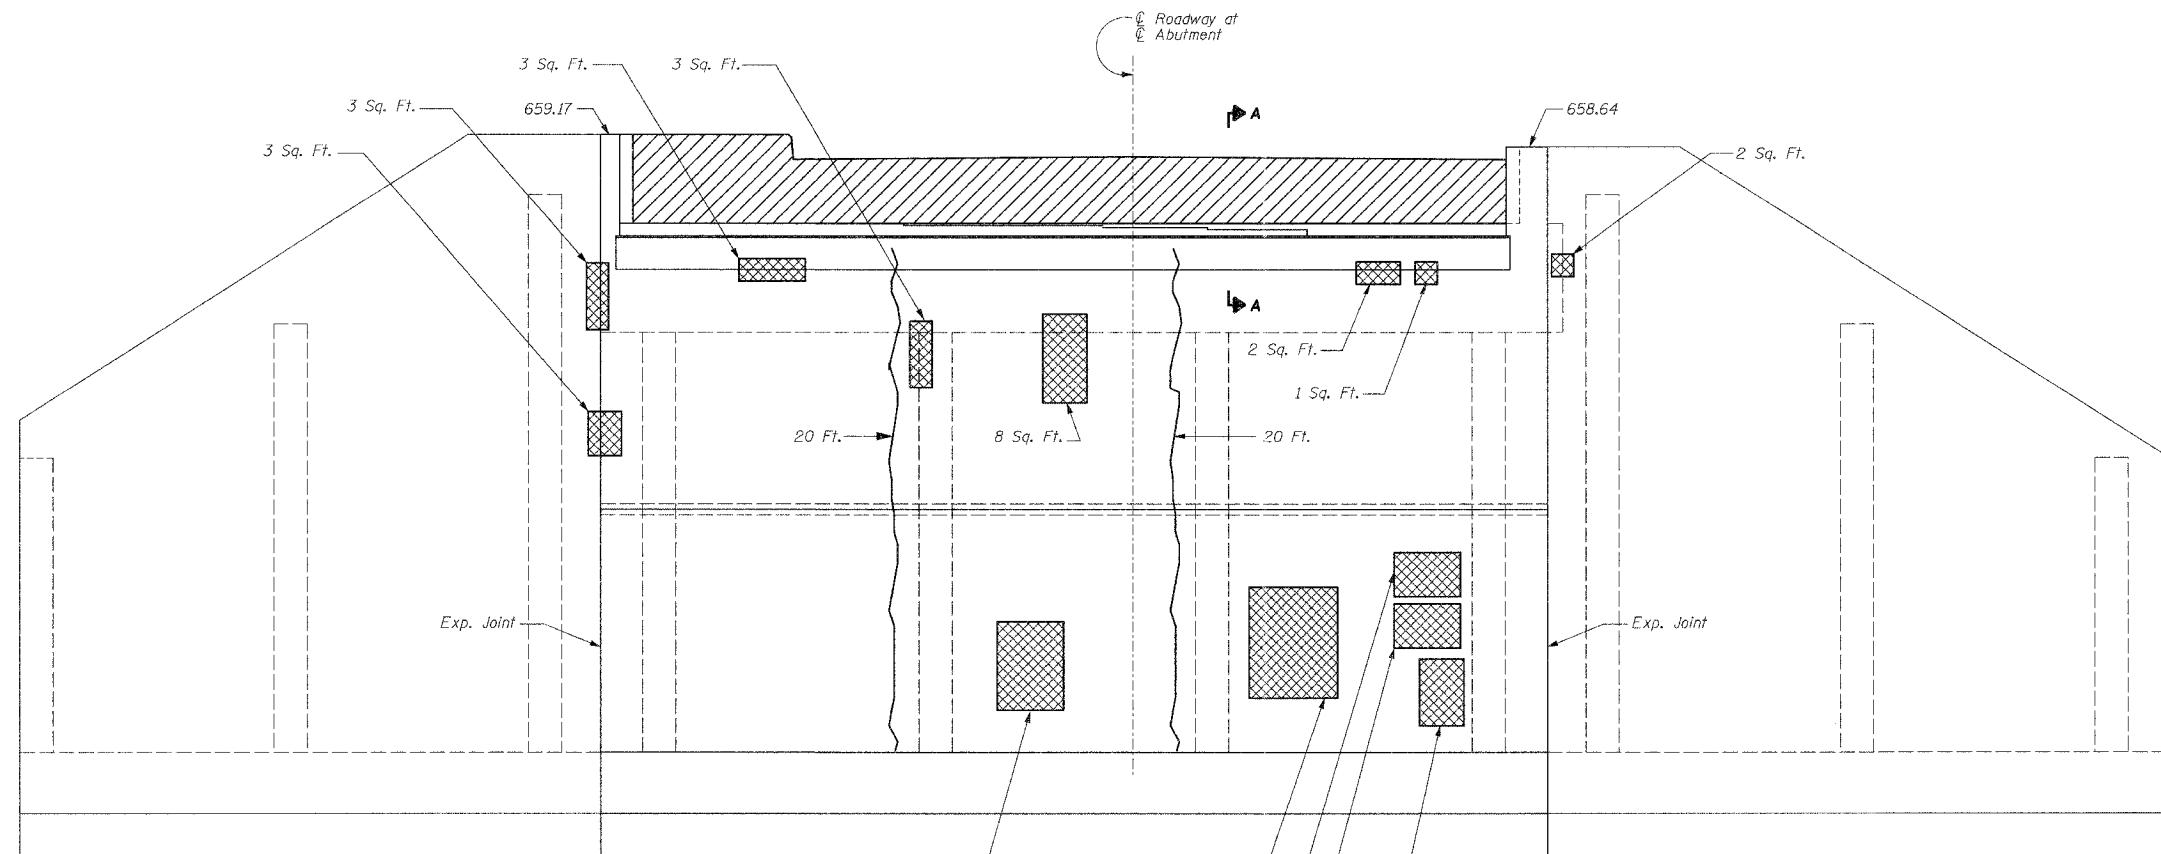 ℄ Roadway at
℄ Abutment
3 Sq. Ft.
3 Sq. Ft.
3 Sq. Ft.
659.17
A
658.64
3 Sq. Ft.
2 Sq. Ft.
A
2 Sq. Ft.
1 Sq. Ft.
20 Ft.
8 Sq. Ft.
20 Ft.
Exp. Joint
Exp. Joint